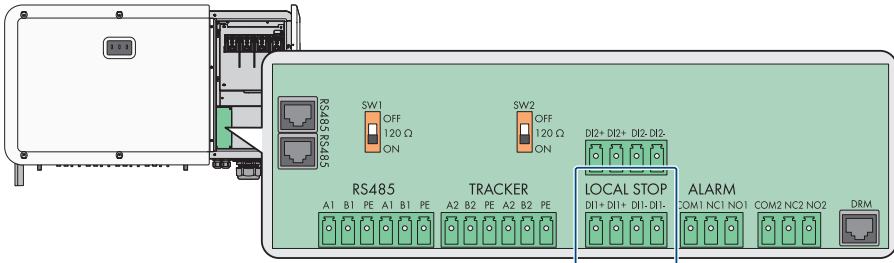 RS485 RS485
SW1
OFF
120 Ω
ON
SW2
OFF
120 Ω
ON
DI2+ DI2+ DI2- DI2-
RS485
A1 B1 PE A1 B1 PE
TRACKER
A2 B2 PE A2 B2 PE
LOCAL STOP
DI1+ DI1+ DI1- DI1-
ALARM
COM1 NC1 NO1
COM2 NC2 NO2
DRM